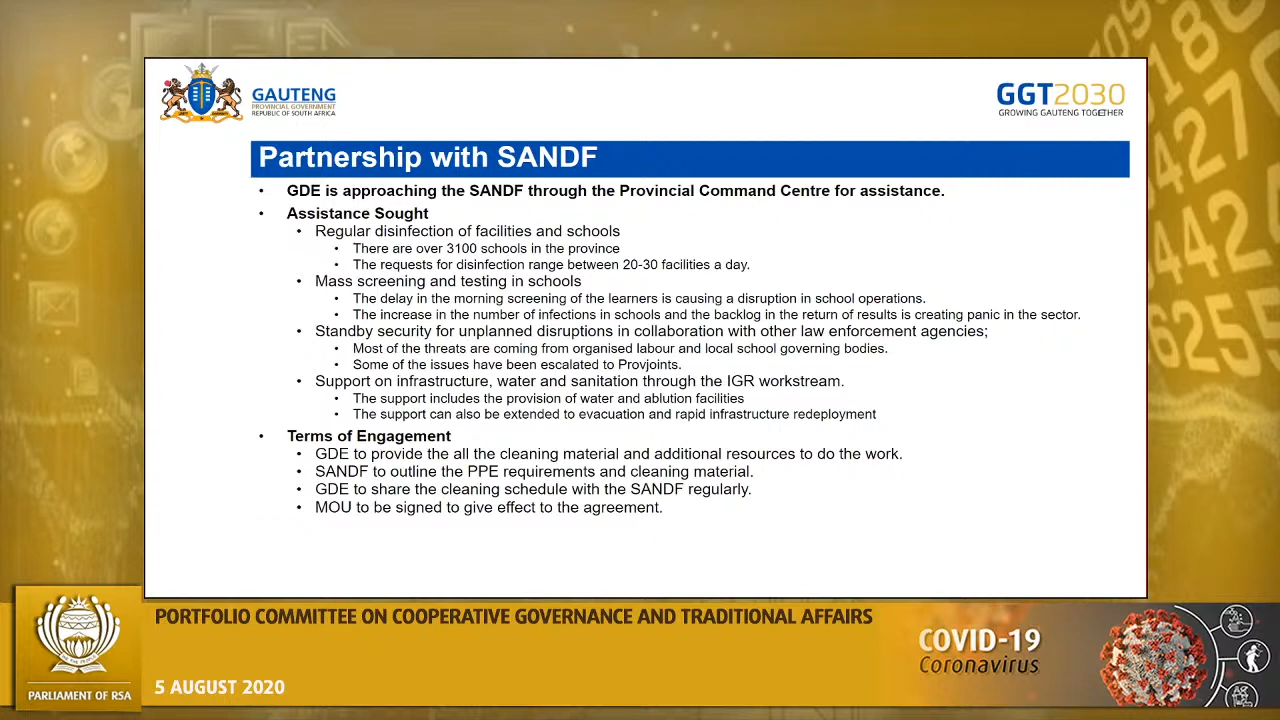 GAUTENG
PROVINCIAL GOVERNMENT
REPUBLIC OF SOUTH AFRICA
GGT2030
GROWING GAUTENG TOGETHER
Partnership with SANDF
• GDE is approaching the SANDF through the Provincial Command Centre for assistance.
• Assistance Sought
• Regular disinfection of facilities and schools
• There are over 3100 schools in the province
• The requests for disinfection range between 20-30 facilities a day.
• Mass screening and testing in schools
• The delay in the morning screening of the learners is causing a disruption in school operations.
• The increase in the number of infections in schools and the backlog in the return of results is creating panic in the sector.
• Standby security for unplanned disruptions in collaboration with other law enforcement agencies;
• Most of the threats are coming from organised labour and local school governing bodies.
• Some of the issues have been escalated to Provjoints.
• Support on infrastructure, water and sanitation through the IGR workstream.
• The support includes the provision of water and ablution facilities
• The support can also be extended to evacuation and rapid infrastructure redeployment
• Terms of Engagement
• GDE to provide the all the cleaning material and additional resources to do the work.
• SANDF to outline the PPE requirements and cleaning material.
• GDE to share the cleaning schedule with the SANDF regularly.
• MOU to be signed to give effect to the agreement.
PORTFOLIO COMMITTEE ON COOPERATIVE GOVERNANCE AND TRADITIONAL AFFAIRS
COVID-19
Coronavirus
PARLIAMENT OF RSA
5 AUGUST 2020